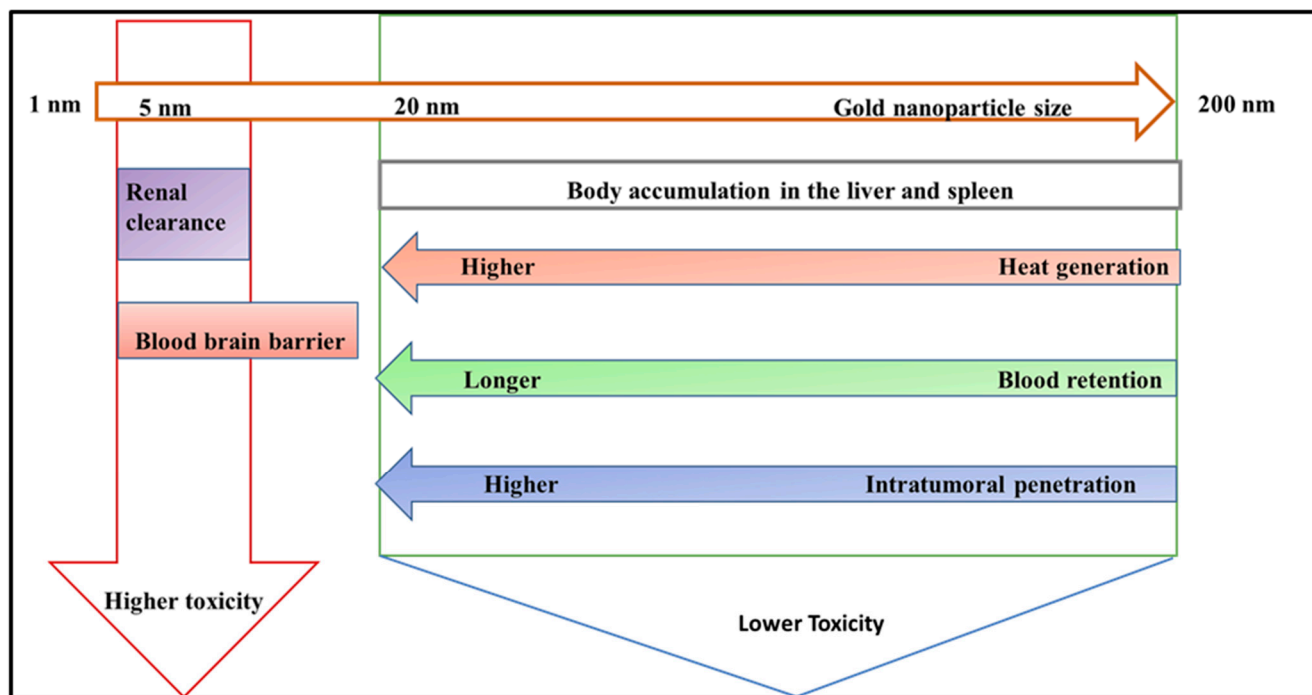 1 nm
5 nm
20 nm
Gold nanoparticle size
200 nm
Renal
clearance
Body accumulation in the liver and spleen
Higher
Heat generation
Blood brain barrier
Longer
Blood retention
Higher
Intratumoral penetration
Higher toxicity
Lower Toxicity